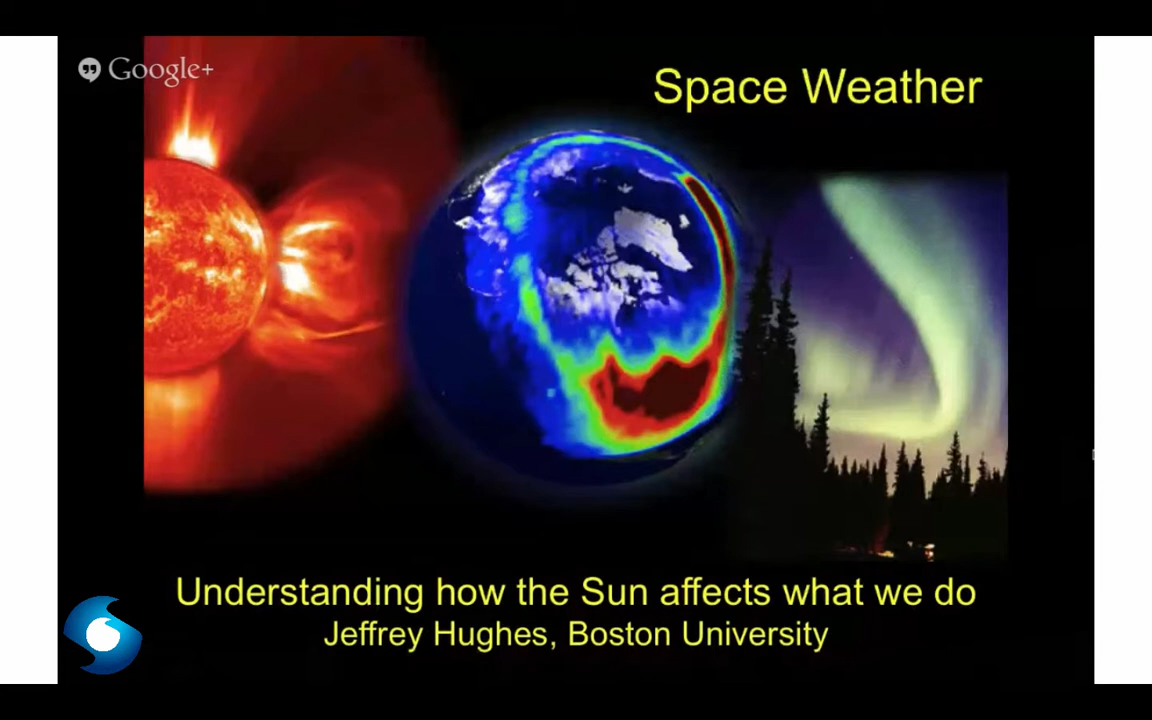 Google+
Space Weather
Understanding how the Sun affects what we do
Jeffrey Hughes, Boston University